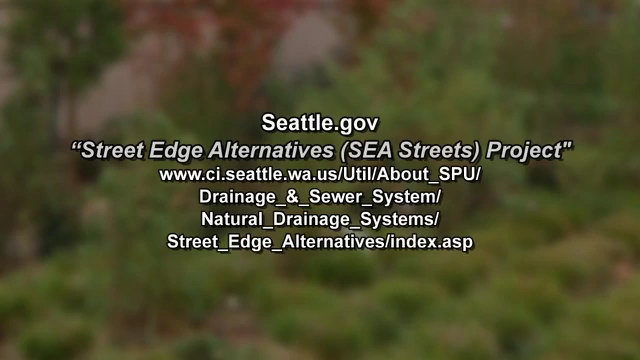 Seattle.gov
“Street Edge Alternatives (SEA Streets) Project"
www.ci.seattle.wa.us/Util/About_SPU/
Drainage_&_Sewer_System/
Natural_Drainage_Systems/
Street_Edge_Alternatives/index.asp